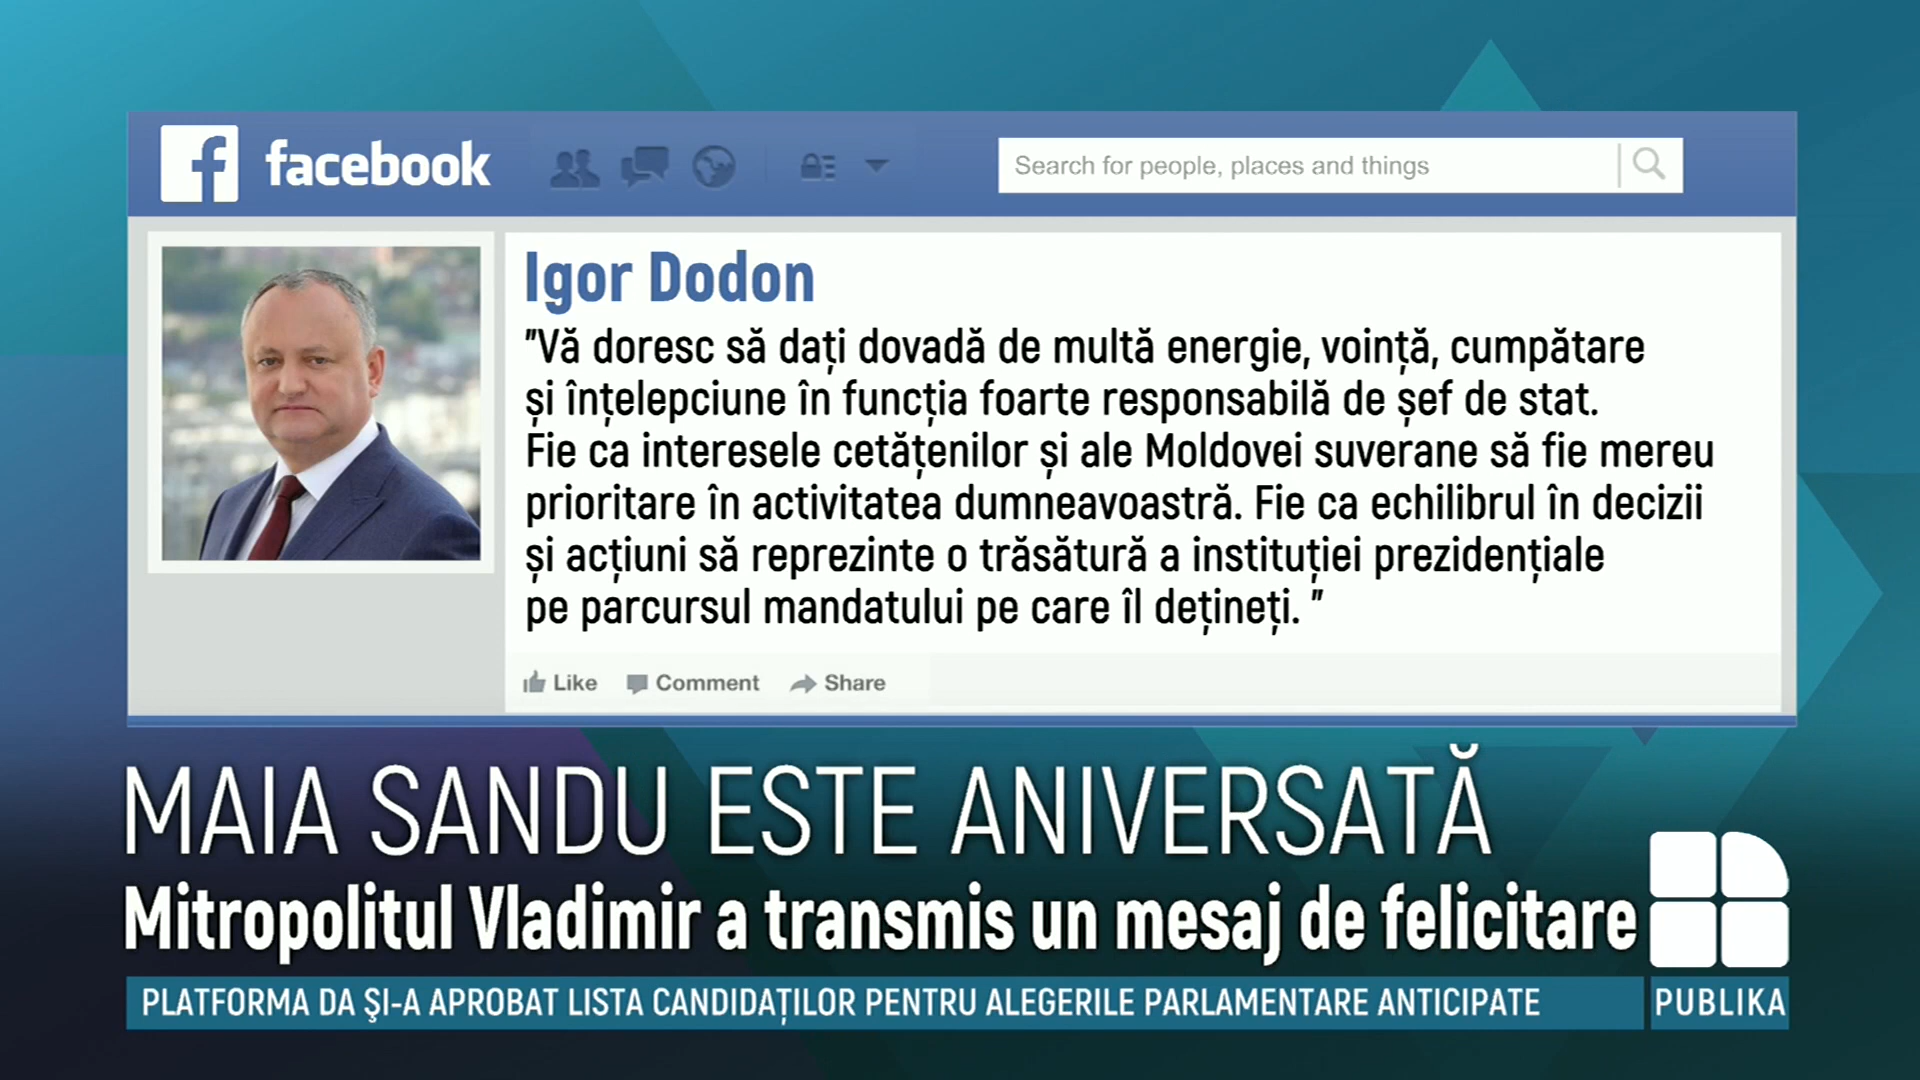 facebook
Search for people, places and things
Igor Dodon
"Vă doresc să dați dovadă de multă energie, voință, cumpătare
și înțelepciune în funcția foarte responsabilă de șef de stat.
Fie ca interesele cetățenilor și ale Moldovei suverane să fie mereu
prioritare în activitatea dumneavoastră. Fie ca echilibrul în decizii
și acțiuni să reprezinte o trăsătură a instituției prezidențiale
pe parcursul mandatului pe care îl dețineți. "
Like Comment Share
MAIA SANDU ESTE ANIVERSATĂ
Mitropolitul Vladimir a transmis un mesaj de felicitare
PLATFORMA DA ŞI-A APROBAT LISTA CANDIDAȚILOR PENTRU ALEGERILE PARLAMENTARE ANTICIPATE
PUBLIKA